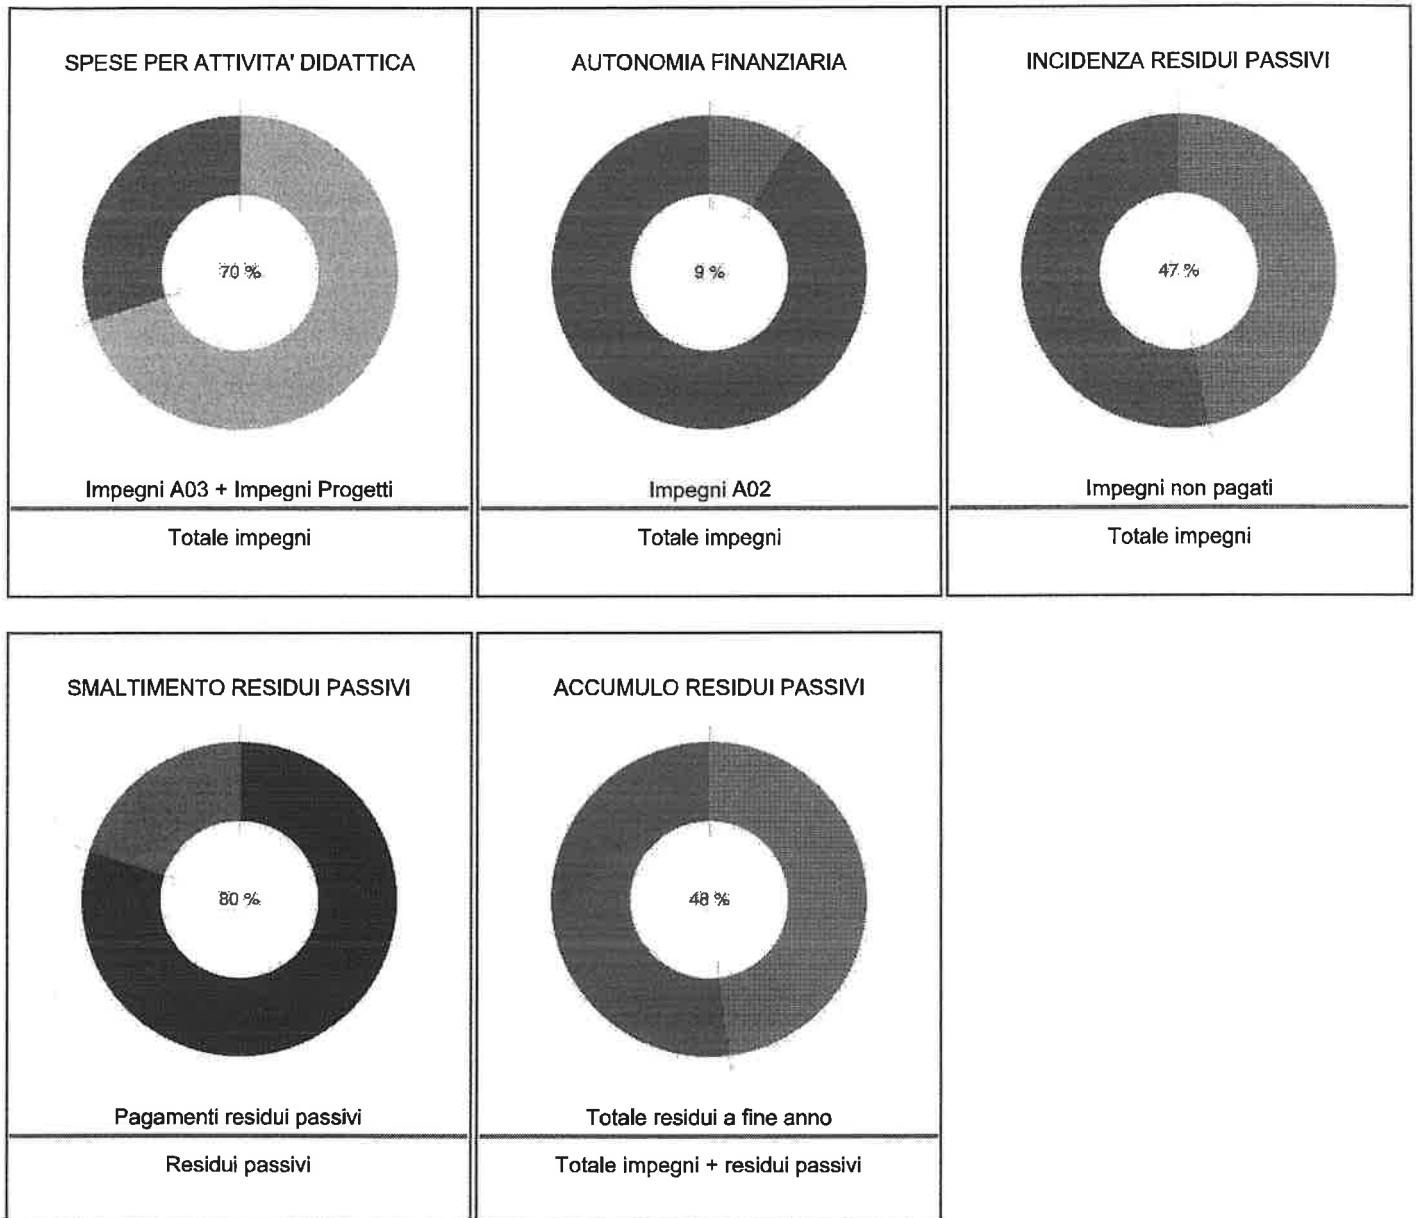 SPESE PER ATTIVITA' DIDATTICA
70 %
Impegni A03 + Impegni Progetti
Totale impegni
AUTONOMIA FINANZIARIA
9 %
Impegni A02
Totale impegni
INCIDENZA RESIDUI PASSIVI
47 %
Impegni non pagati
Totale impegni
SMALTIMENTO RESIDUI PASSIVI
80 %
Pagamenti residui passivi
Residui passivi
ACCUMULO RESIDUI PASSIVI
48 %
Totale residui a fine anno
Totale impegni + residui passivi